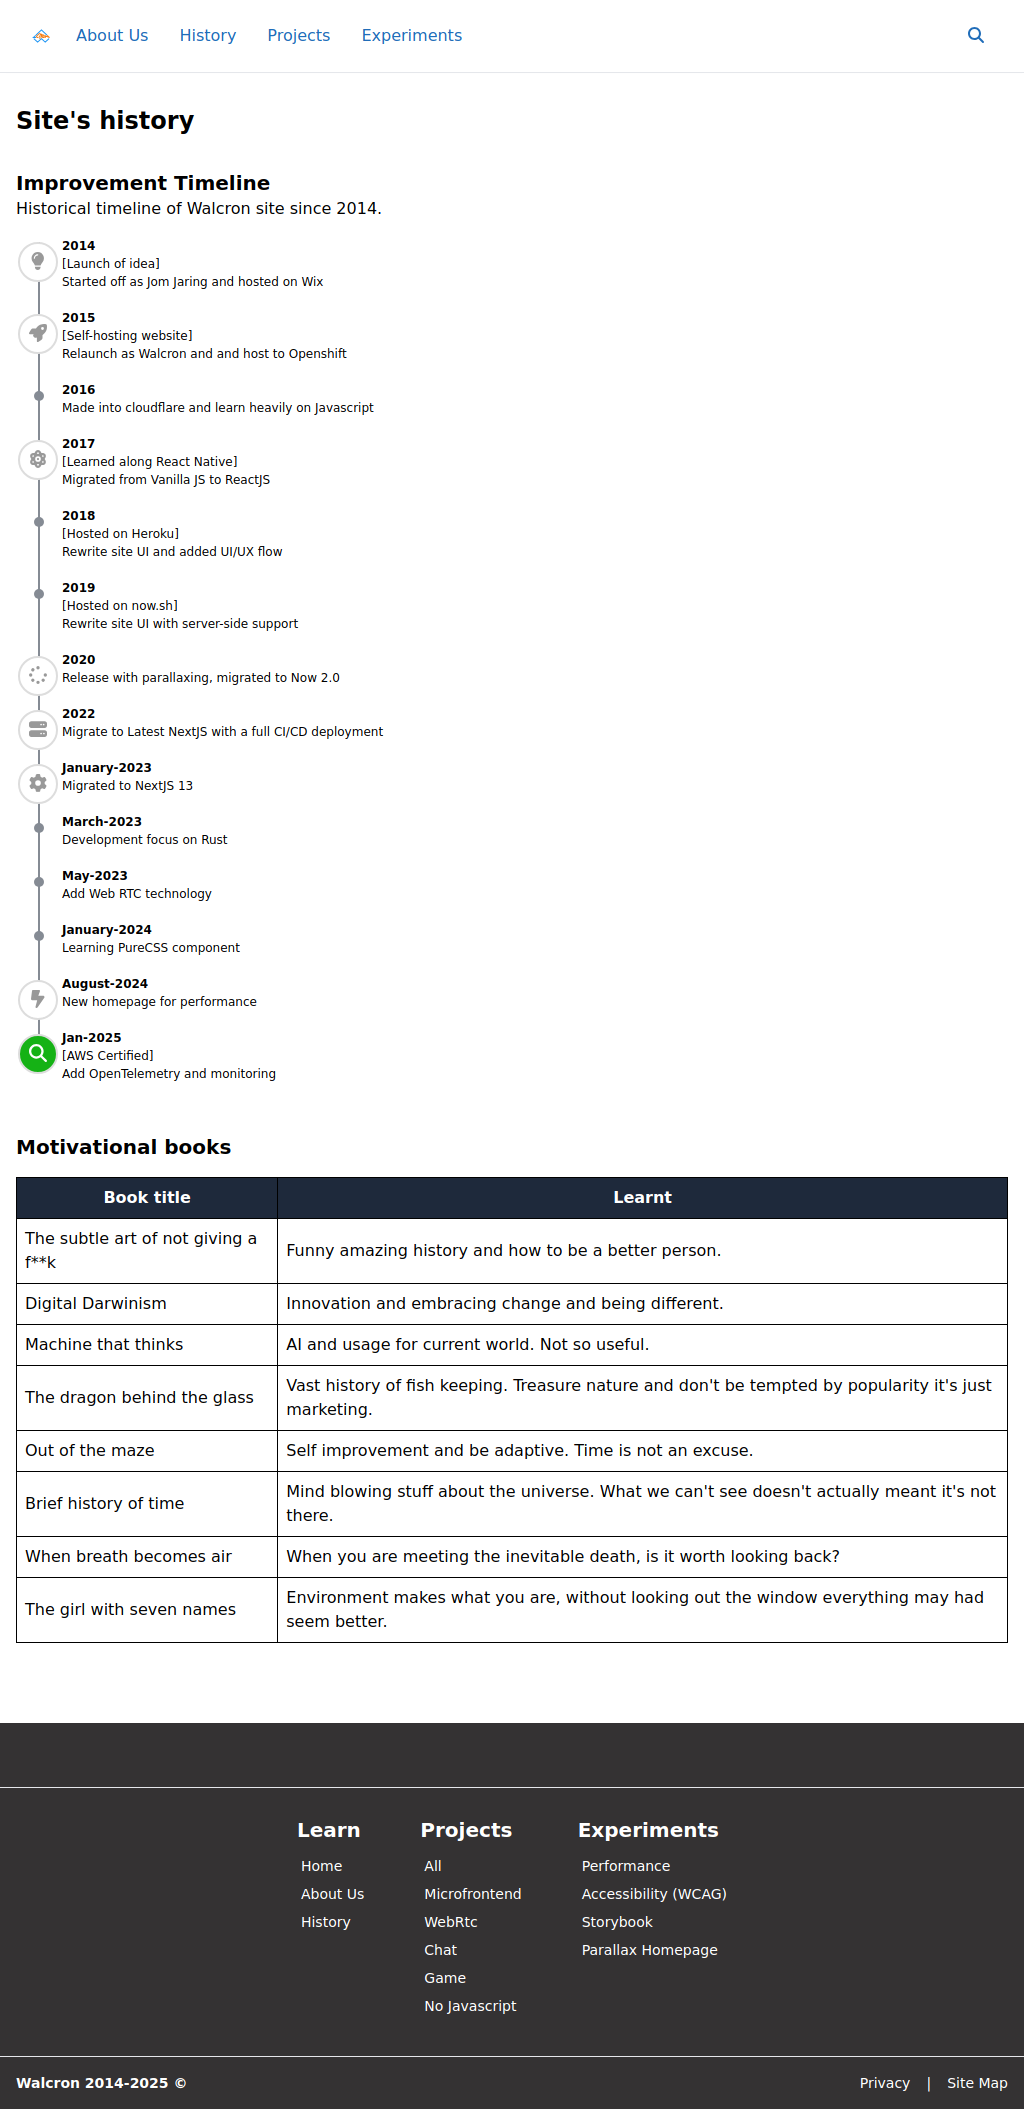 About Us History Projects Experiments
Site's history
Improvement Timeline
Historical timeline of Walcron site since 2014.
2014
[Launch of idea]
Started off as Jom Jaring and hosted on Wix
2015
[Self-hosting website]
Relaunch as Walcron and and host to Openshift
2016
Made into cloudflare and learn heavily on Javascript
2017
[Learned along React Native]
Migrated from Vanilla JS to ReactJS
2018
[Hosted on Heroku]
Rewrite site UI and added UI/UX flow
2019
[Hosted on now.sh]
Rewrite site UI with server-side support
2020
Release with parallaxing, migrated to Now 2.0
2022
Migrate to Latest NextJS with a full CI/CD deployment
January-2023
Migrated to NextJS 13
March-2023
Development focus on Rust
May-2023
Add Web RTC technology
January-2024
Learning PureCSS component
August-2024
New homepage for performance
Jan-2025
[AWS Certified]
Add OpenTelemetry and monitoring
Motivational books
Book title Learnt
The subtle art of not giving a
f**k
Funny amazing history and how to be a better person.
Digital Darwinism
Innovation and embracing change and being different.
Machine that thinks
AI and usage for current world. Not so useful.
The dragon behind the glass
Vast history of fish keeping. Treasure nature and don't be tempted by popularity it's just
marketing.
Out of the maze
Self improvement and be adaptive. Time is not an excuse.
Brief history of time
Mind blowing stuff about the universe. What we can't see doesn't actually meant it's not
there.
When breath becomes air
When you are meeting the inevitable death, is it worth looking back?
The girl with seven names
Environment makes what you are, without looking out the window everything may had
seem better.
Learn
Home
About Us
History
Projects
All
Microfrontend
WebRtc
Chat
Game
No Javascript
Experiments
Performance
Accessibility (WCAG)
Storybook
Parallax Homepage
Walcron 2014-2025 ©
Privacy | Site Map